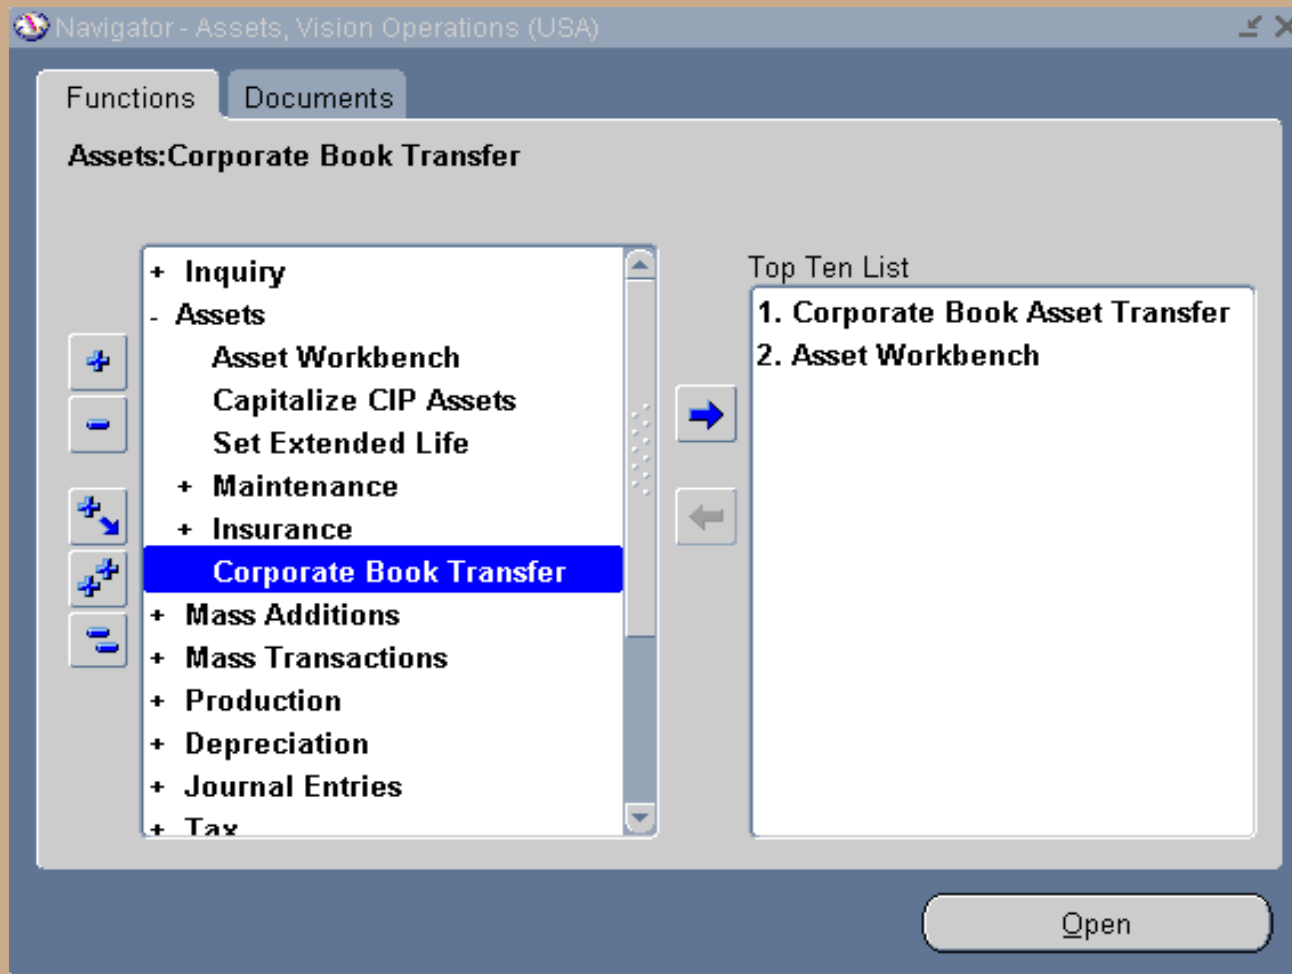 Navigator - Assets, Vision Operations (USA)
Functions
Documents
Assets:Corporate Book Transfer
+ Inquiry
- Assets
Asset Workbench
Capitalize CIP Assets
Set Extended Life
+ Maintenance
+ Insurance
Corporate Book Transfer
+ Mass Additions
+ Mass Transactions
+ Production
+ Depreciation
+ Journal Entries
+ Tax
Top Ten List
1. Corporate Book Asset Transfer
2. Asset Workbench
Open